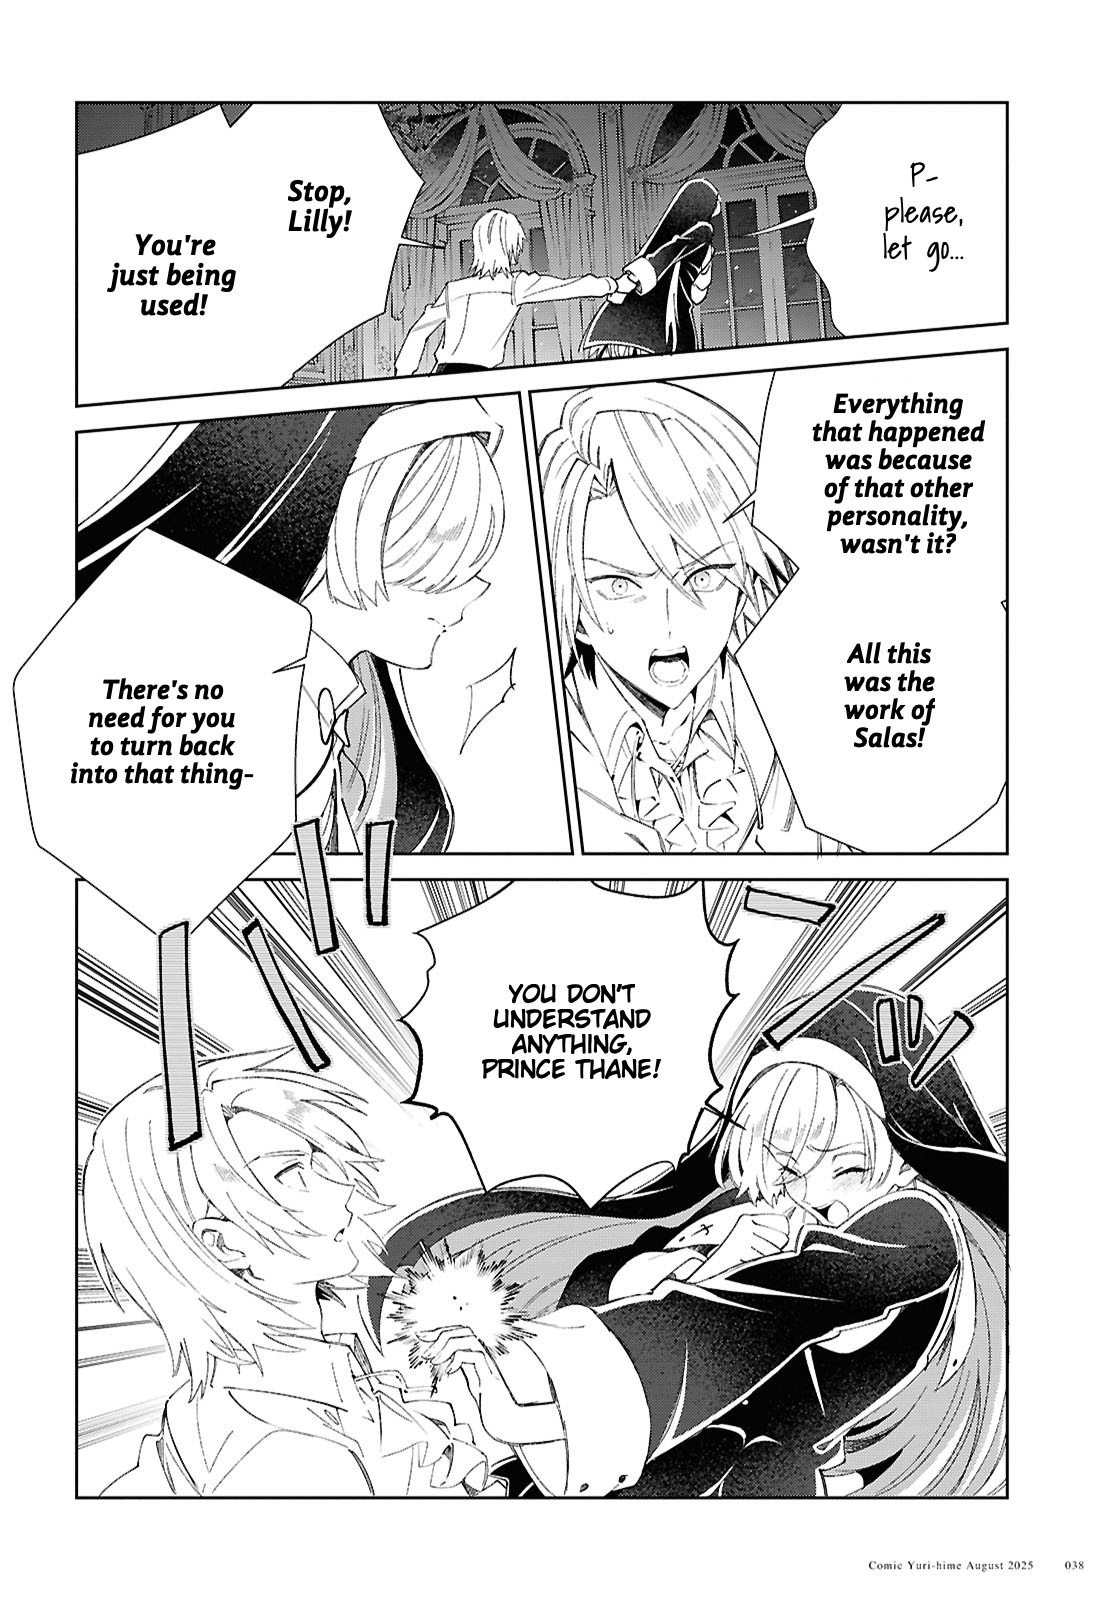 P-
please,
let go...
Stop,
Lilly!
You're
just being
used!
Everything
that happened
was because
of that other
personality,
wasn't it?
All this
was the
work of
Salas!
There's no
need for you
to turn back
into that thing-
YOU DON'T
UNDERSTAND
ANYTHING,
PRINCE THANE!
Comic Yuri-hime August 2025 038